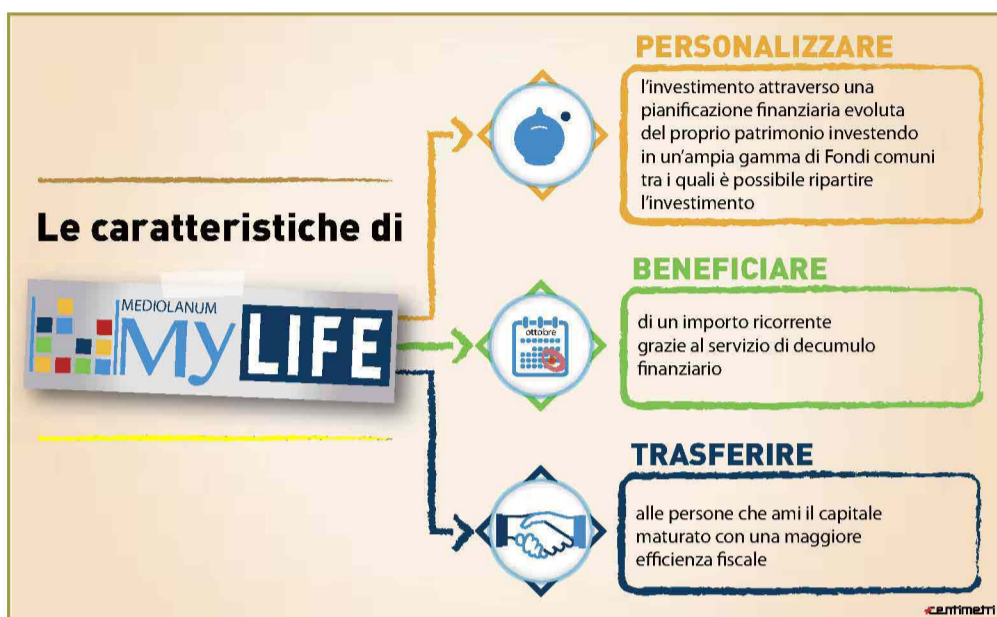 Le caratteristiche di
MEDIOLANUM
My LIFE
PERSONALIZZARE
l'investimento attraverso una
pianificazione finanziaria evoluta
del proprio patrimonio investendo
in un'ampia gamma di Fondi comuni
tra i quali è possibile ripartire
l'investimento
BENEFICIARE
ottobre
di un importo ricorrente
grazie al servizio di decumulo
finanziario
TRASFERIRE
alle persone che ami il capitale
maturato con una maggiore
efficienza fiscale
centimetri